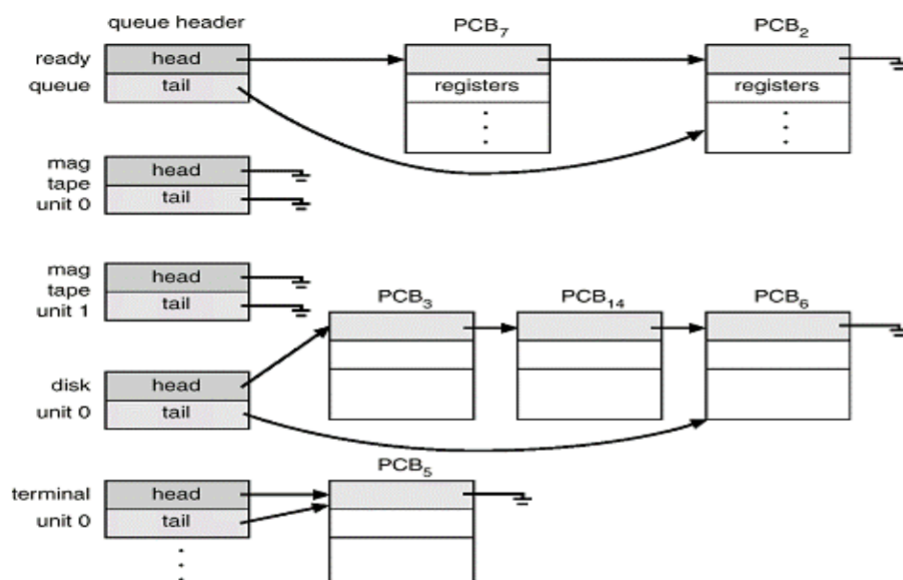 queue header
PCB7
PCB2
ready
queue
head
tail
registers
registers
mag
tape
unit 0
head
tail
mag
tape
unit 1
head
tail
PCB3
PCB14
PCB6
disk
unit 0
head
tail
PCB5
terminal
unit 0
head
tail